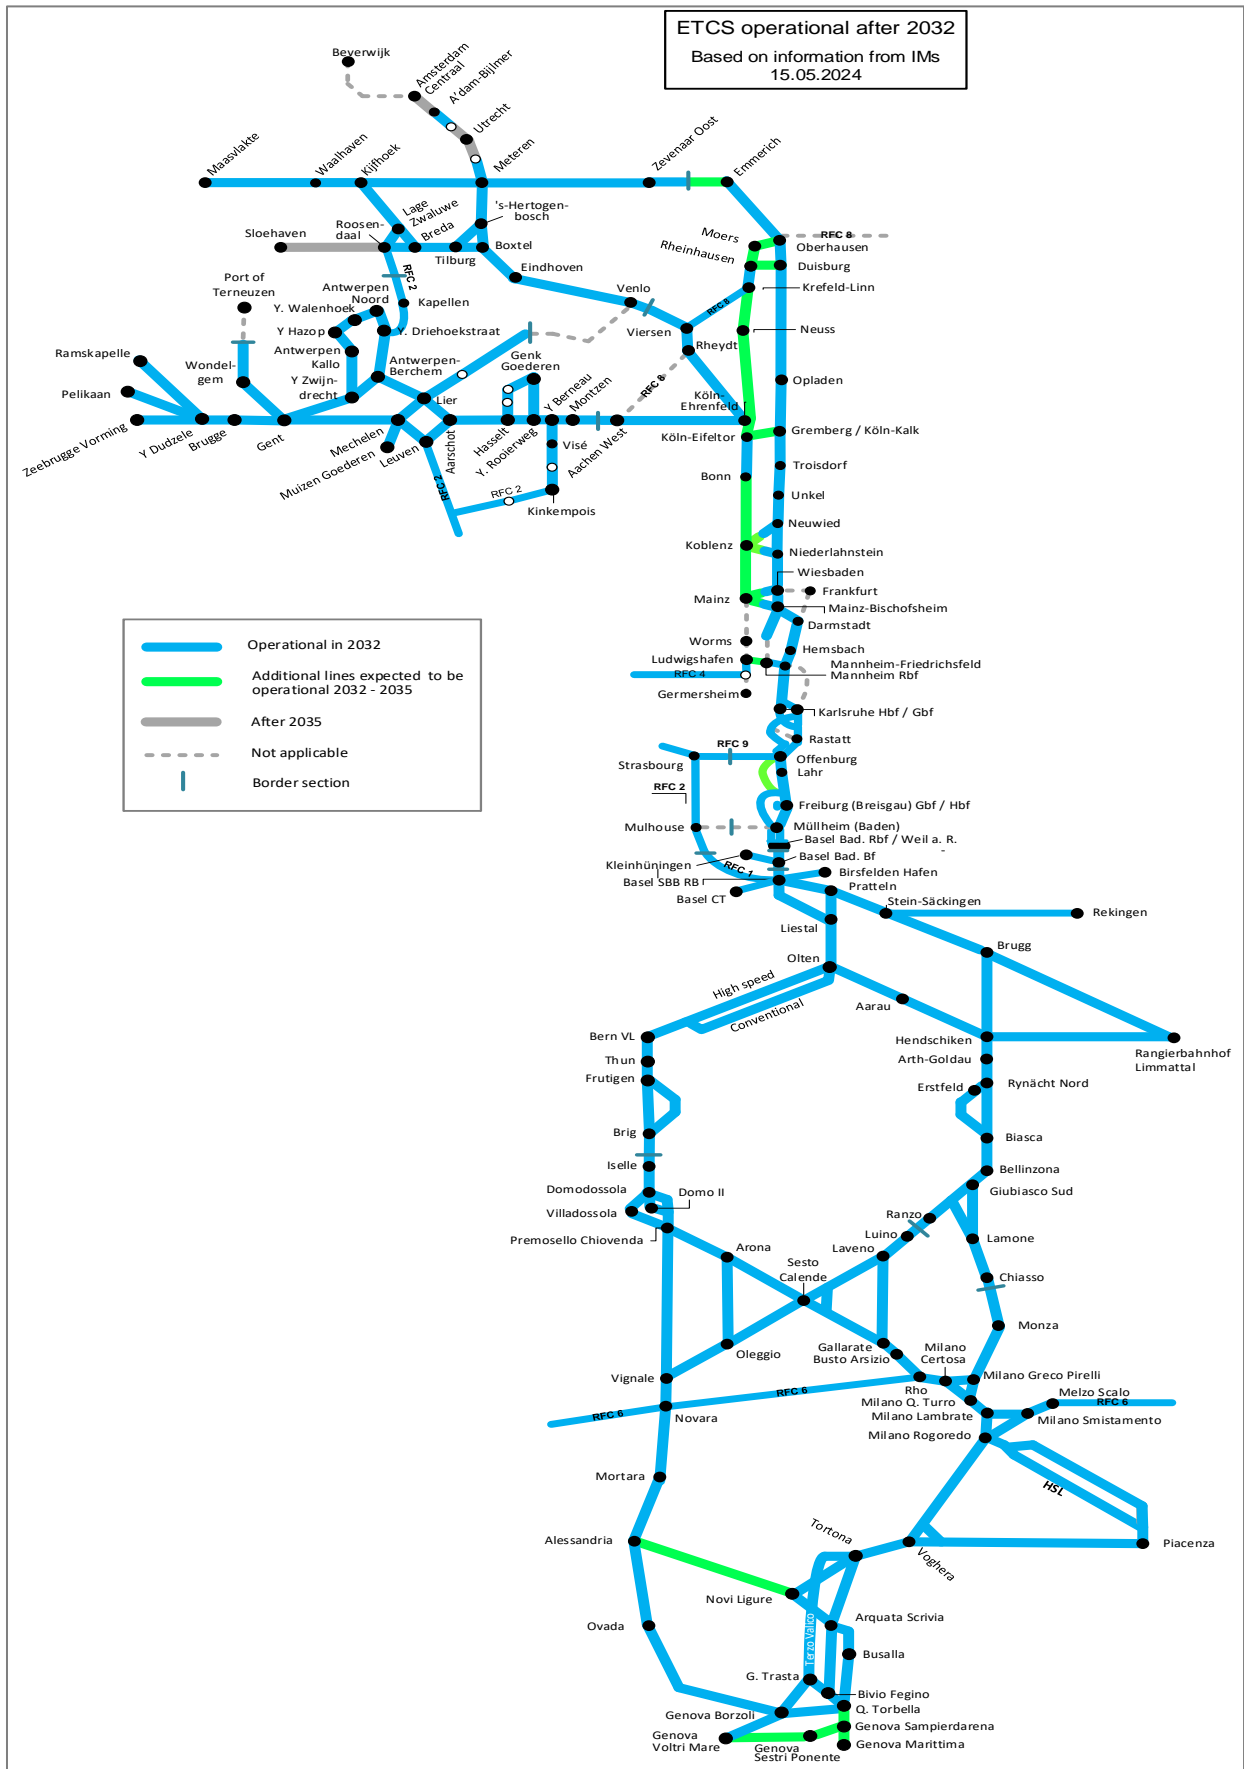 ETCS operational after 2032
Based on information from IMs
15.05.2024
Beverwijk
Amsterdam
Centraal
A'dam-Bijlmer
Utrecht
Maasvlakte
Waalhaven
Kijfhoek
Meteren
Zevenaar Oost
Emmerich
Lage
Zwaluwe
's-Hertogen-
bosch
Roosen-
daal
Breda
Sloehaven
Tilburg
Boxtel
Moers
RFC 8
Oberhausen
Rheinhausen
Duisburg
RFC 2
Eindhoven
Port of
Terneuzen
Antwerpen
Noord
Kapellen
Venlo
Krefeld-Linn
Y. Walenhoek
RFC 8
Y Hazop
Y. Driehoekstraat
Viersen
Neuss
Ramskapelle
Antwerpen
Kallo
Antwerpen-
Berchem
Genk
Goederen
Rheydt
Wondel-
gem
Y Zwijn-
drecht
Pelikaan
Lier
RFC 8
Köln-
Ehrenfeld
Opladen
Y Berneau
Montzen
Zeebrugge Vorming
Y Dudzele
Brugge
Gent
Mechelen
Muizen Goederen
Leuven
Aarschot
Hasselt
Y. Rooierweg
Visé
Aachen West
Köln-Eifeltor
Gremberg / Köln-Kalk
RFC 2
RFC 2
Kinkempois
Bonn
Troisdorf
Unkel
Neuwied
Koblenz
Niederlahnstein
Wiesbaden
Frankfurt
Mainz
Mainz-Bischofsheim
Darmstadt
Worms
Hemsbach
Ludwigshafen
Mannheim-Friedrichsfeld
RFC 4
Mannheim Rbf
Germersheim
Karlsruhe Hbf / Gbf
Operational in 2032
Additional lines expected to be
operational 2032 - 2035
After 2035
Not applicable
Border section
Rastatt
RFC 9
Strasbourg
Offenburg
Lahr
RFC 2
Freiburg (Breisgau) Gbf / Hbf
Mulhouse
Müllheim (Baden)
Basel Bad. Rbf / Weil a. R.
-
Kleinhüningen
Basel Bad. Bf
RFC 1
Basel SBB RB
Birsfelden Hafen
Basel CT
Pratteln
Stein-Säckingen
Rekingen
Liestal
Brugg
Olten
High speed
Conventional
Aarau
Bern VL
Hendschiken
Rangierbahnhof
Limmattal
Thun
Arth-Goldau
Frutigen
Erstfeld
Rynächt Nord
Brig
Biasca
Iselle
Bellinzona
Domodossola
Domo II
Giubiasco Sud
Villadossola
Ranzo
Premosello Chiovenda
Luino
Lamone
Arona
Laveno
Sesto
Calende
Chiasso
Monza
Oleggio
Gallarate
Busto Arsizio
Milano
Certosa
Vignale
Rho
Milano Greco Pirelli
RFC 6
Milano Q. Turro
Melzo Scalo
RFC 6
RFC 6
Novara
Milano Lambrate
Milano Smistamento
Milano Rogoredo
Mortara
HSL
Alessandria
Tortona
Voghera
Piacenza
Novi Ligure
Ovada
Terzo Valico
Arquata Scrivia
Busalla
G. Trasta
Bivio Fegino
Genova Borzoli
Q. Torbella
Genova
Voltri Mare
Genova
Sestri Ponente
Genova Sampierdarena
Genova Marittima